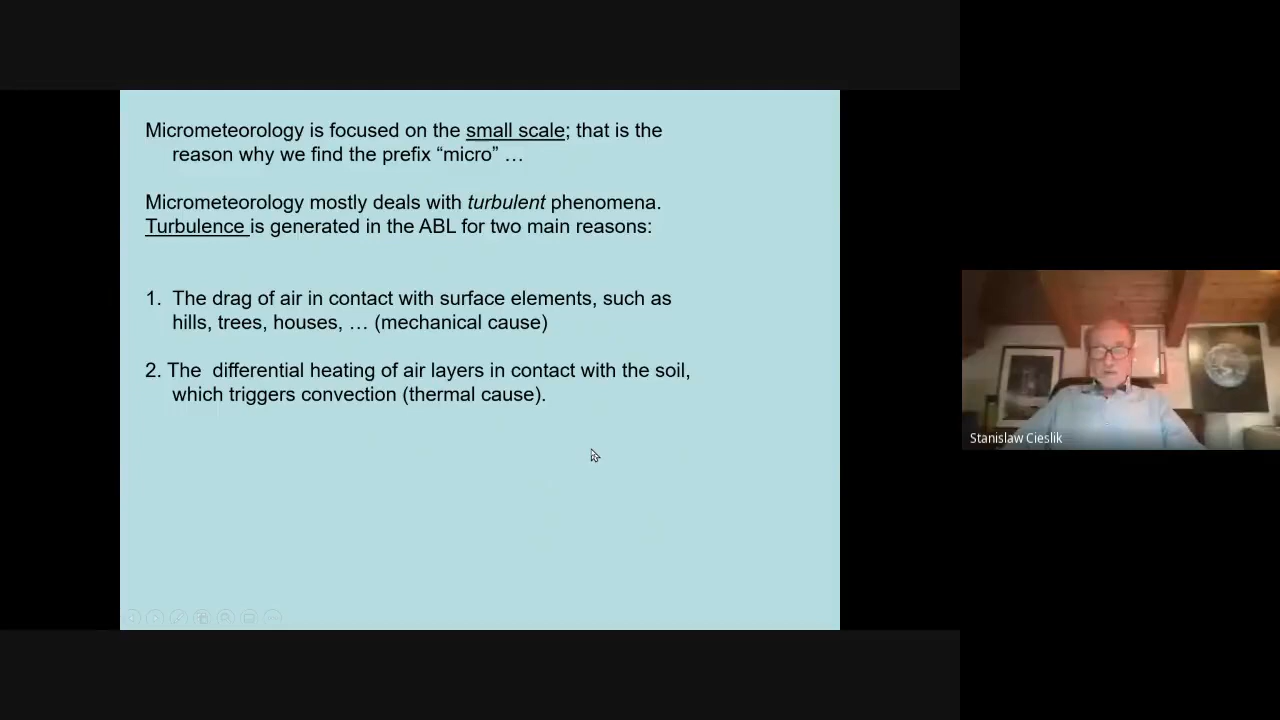 Micrometeorology is focused on the small scale; that is the
reason why we find the prefix “micro” …
Micrometeorology mostly deals with turbulent phenomena.
Turbulence is generated in the ABL for two main reasons:
1. The drag of air in contact with surface elements, such as
hills, trees, houses, … (mechanical cause)
2. The differential heating of air layers in contact with the soil,
which triggers convection (thermal cause).
Stanislaw Cieslik